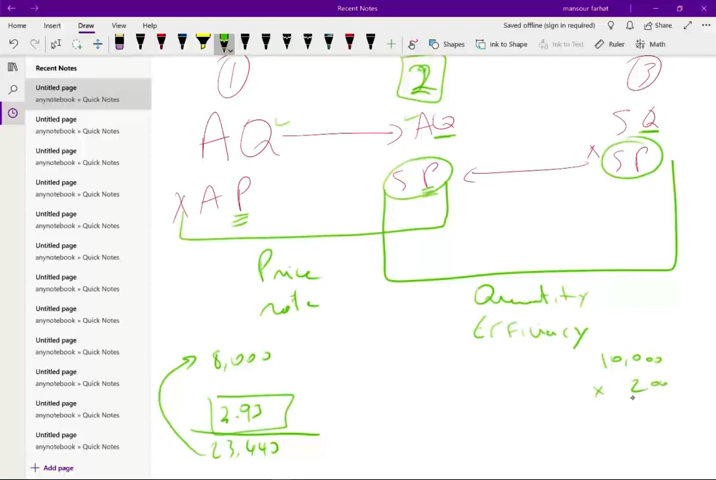 Recent Notes
mansour farhat
Home Insert Draw View Help
Saved offline (sign in required)
Share
Shapes
Ink to Shape
Ink to Text
Ruler
Math
Recent Notes
Untitled page
anynotebook » Quick Notes
Untitled page
anynotebook » Quick Notes
Untitled page
anynotebook » Quick Notes
Untitled page
anynotebook » Quick Notes
Untitled page
anynotebook » Quick Notes
Untitled page
anynotebook » Quick Notes
Untitled page
anynotebook » Quick Notes
Untitled page
anynotebook » Quick Notes
Untitled page
anynotebook » Quick Notes
Untitled page
anynotebook » Quick Notes
Untitled page
anynotebook » Quick Notes
Untitled page
anynotebook » Quick Notes
+ Add page
1 2 3
AQ AQ SQ
X AP SP x SP
Price
Quantity
Efficiency
8,000
10,000
x 200
23,440